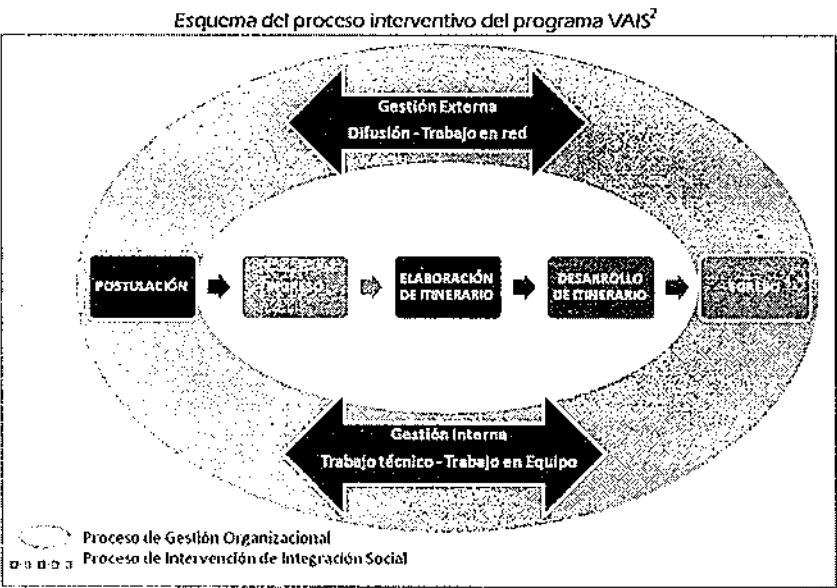 Esquema del proceso interventivo del programa VAIS²
Gestión Externa
Difusión - Trabajo en red
POSTULACIÓN
INGRESO
ELABORACIÓN
DE ITINERARIO
DESARROLLO
DE ITINERARIO
EGRESO
Gestión Interna
Trabajo técnico - Trabajo en Equipo
Proceso de Gestión Organizacional
Proceso de Intervención de Integración Social